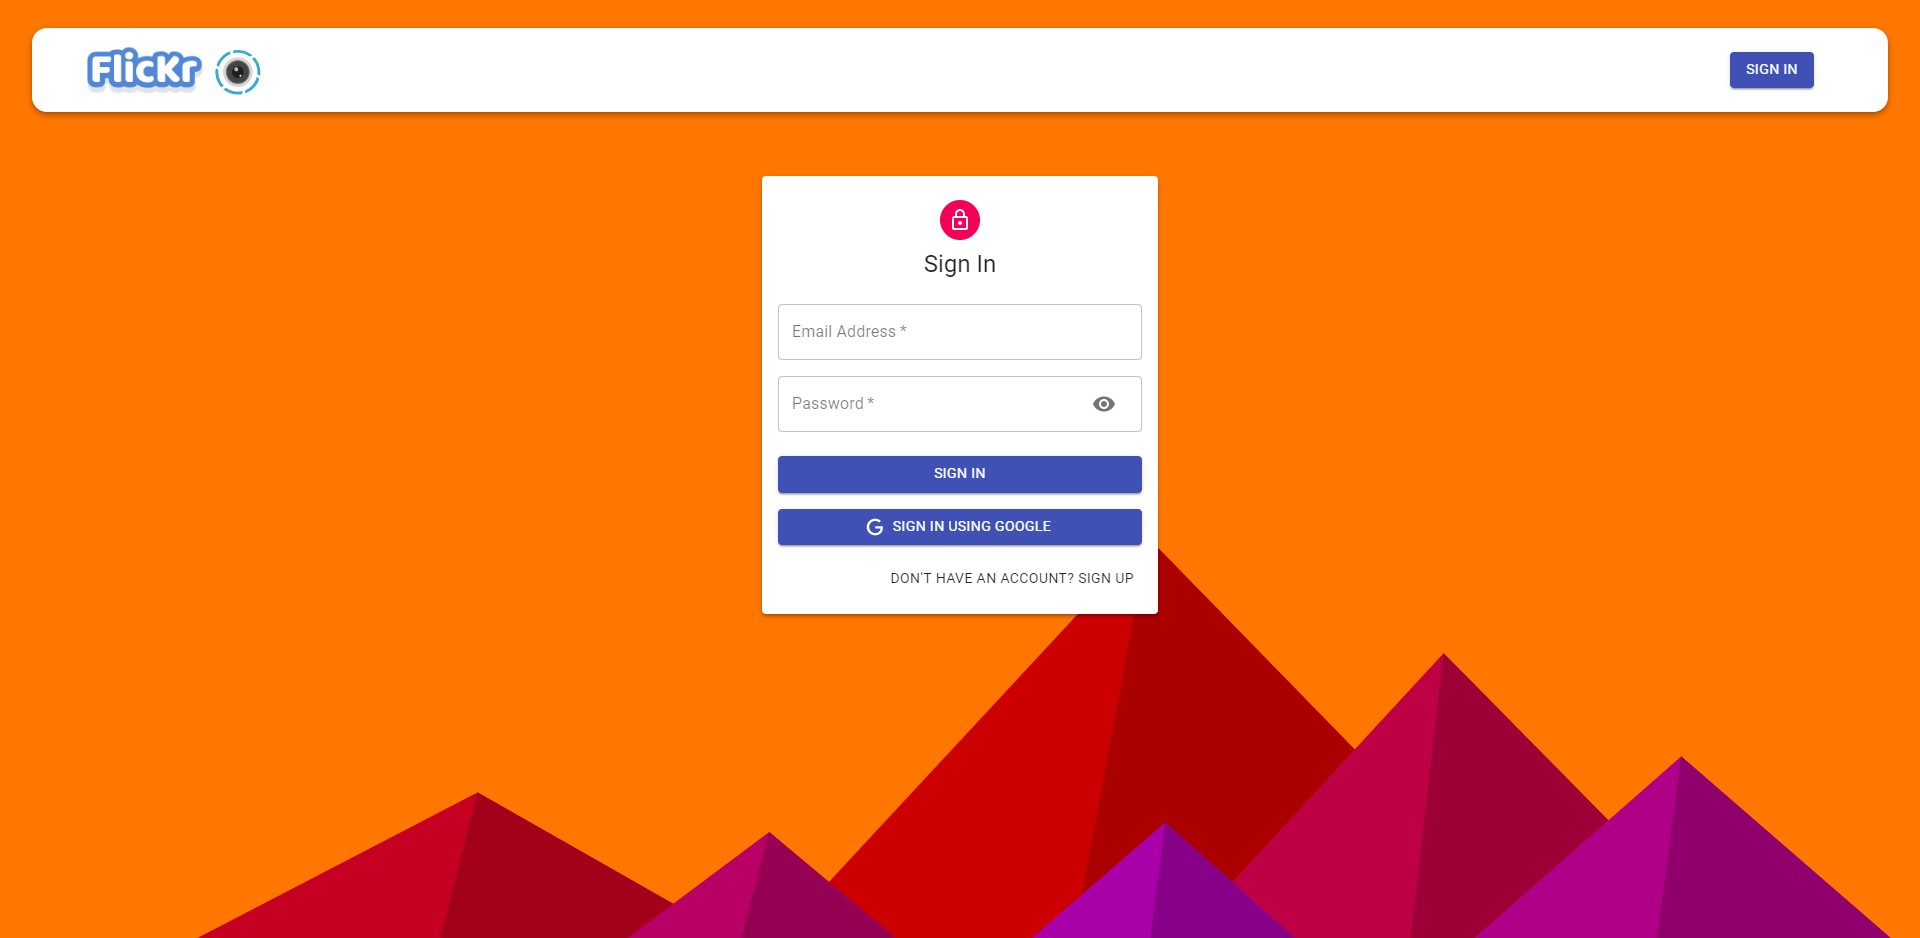 FlicKr
SIGN IN
Sign In
Email Address *
Password *
SIGN IN
SIGN IN USING GOOGLE
DON'T HAVE AN ACCOUNT? SIGN UP